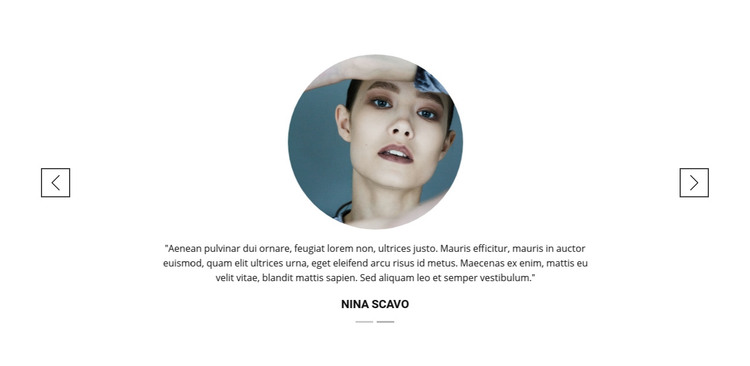 "Aenean pulvinar dui ornare, feugiat lorem non, ultrices justo. Mauris efficitur, mauris in auctor
euismod, quam elit ultrices urna, eget eleifend arcu risus id metus. Maecenas ex enim, mattis eu
velit vitae, blandit mattis sapien. Sed aliquam leo et semper vestibulum."
NINA SCAVO